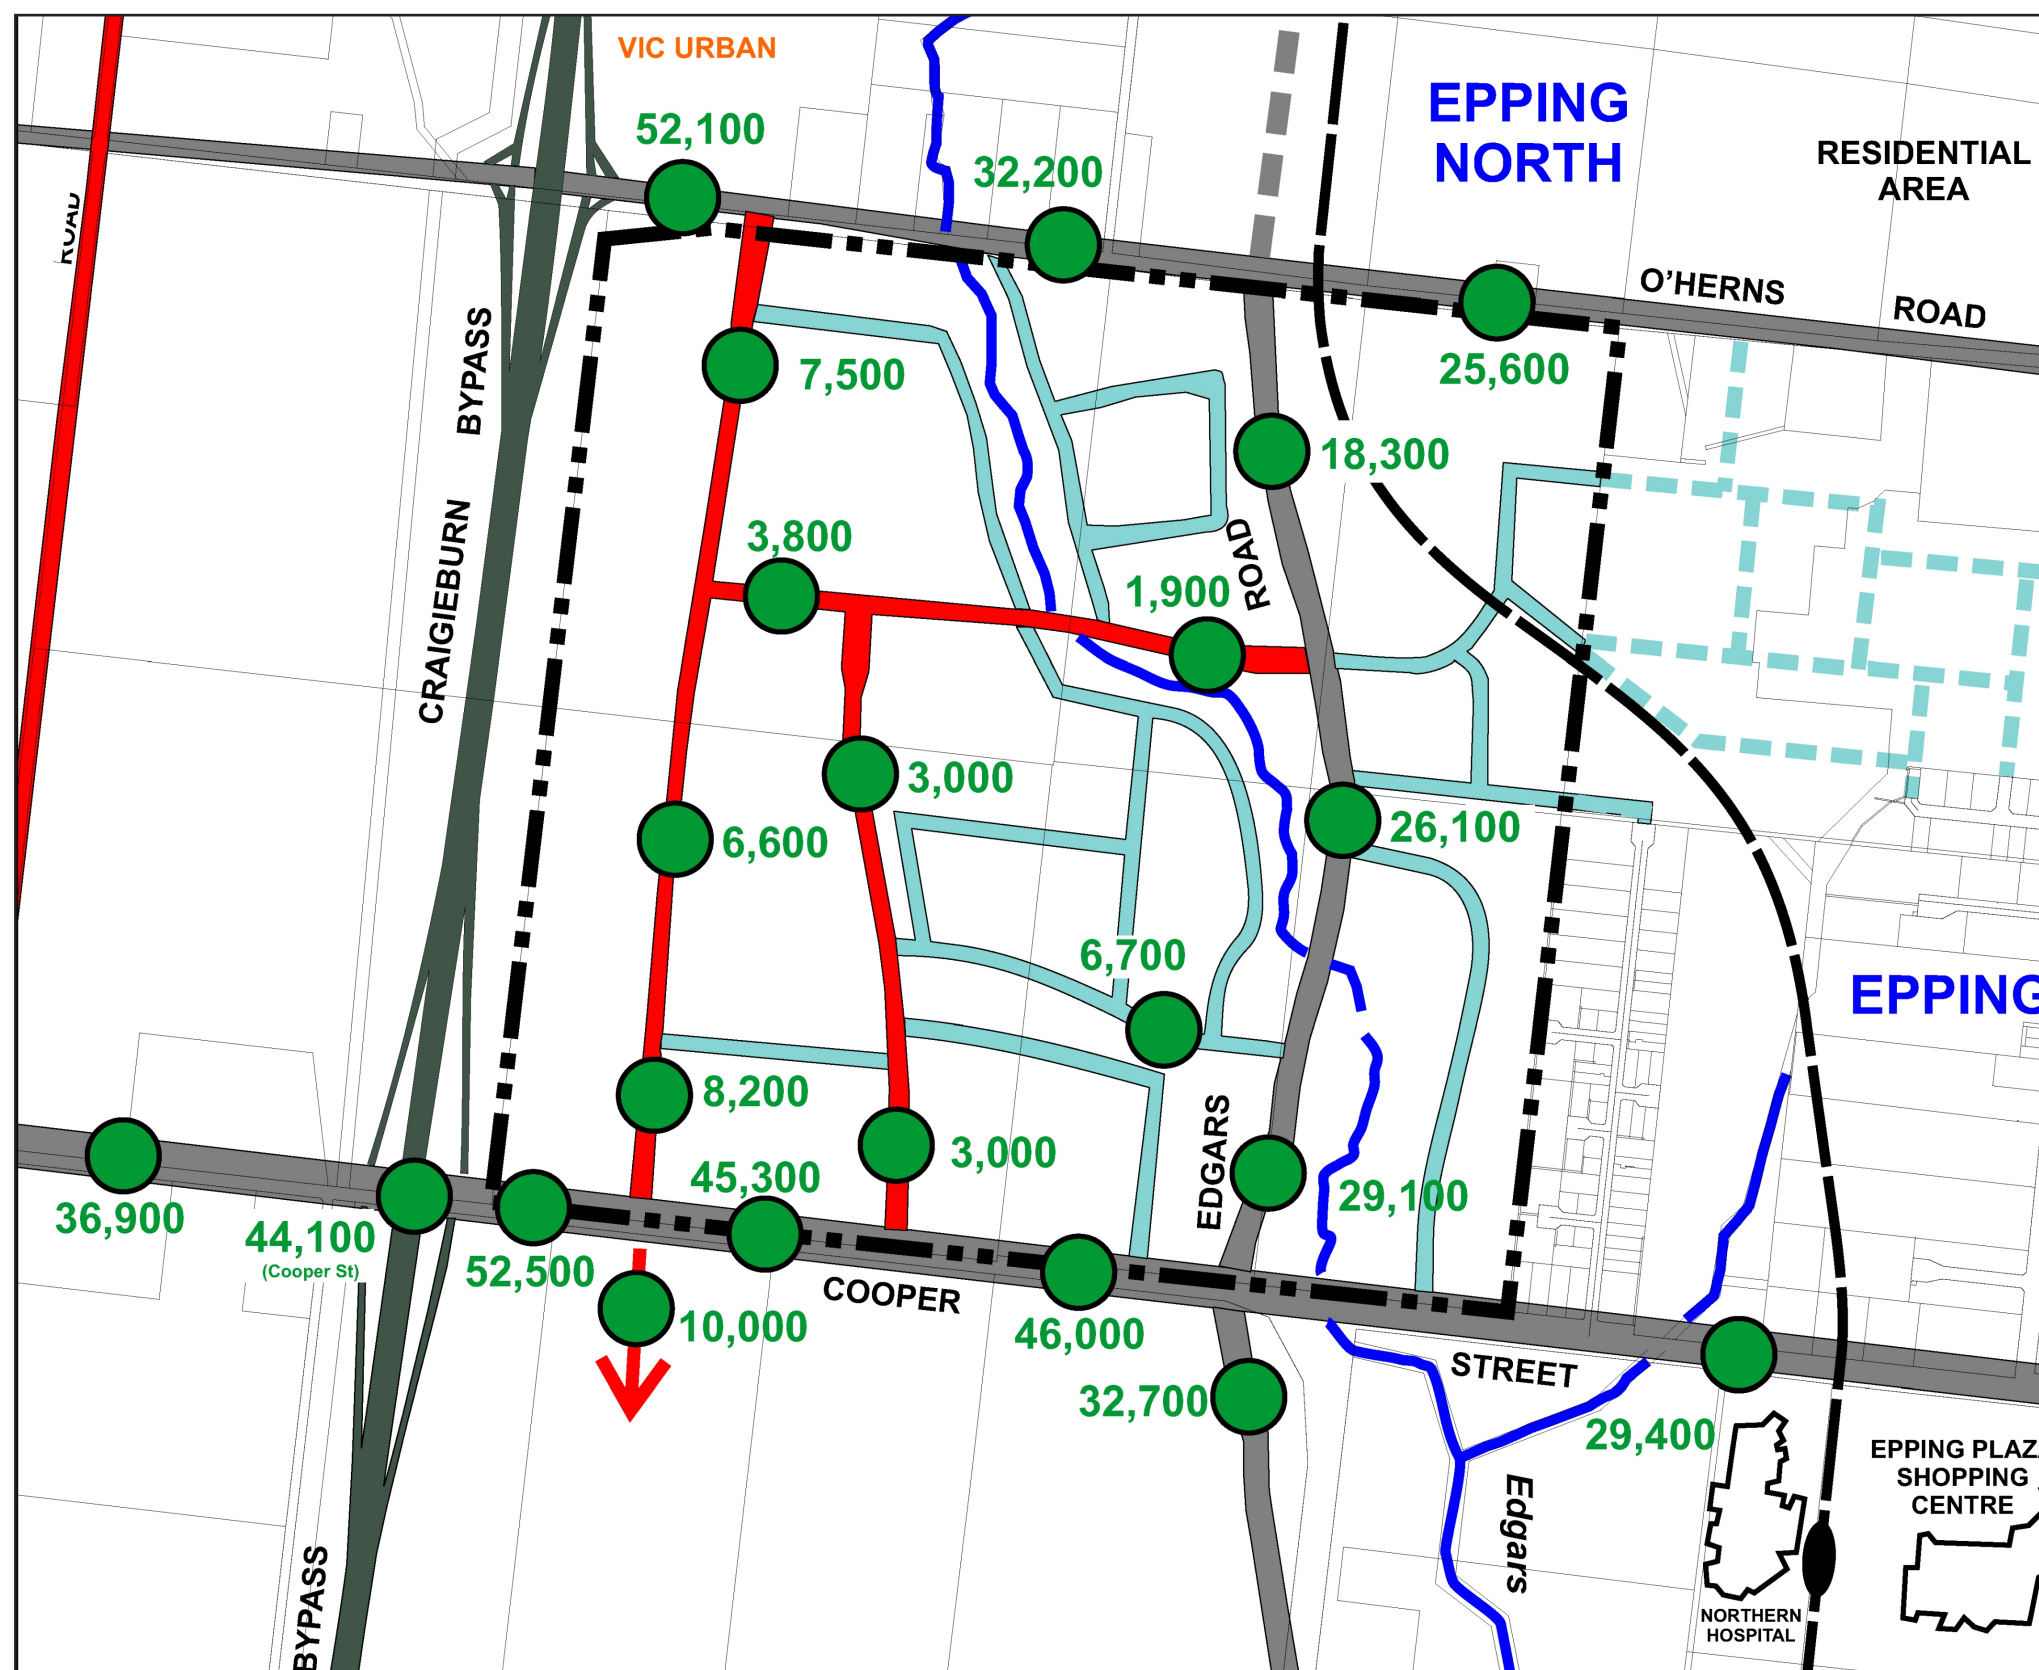 VIC URBAN
52,100
EPPING
NORTH
RESIDENTIAL
AREA
32,200
ROAD
O'HERNS
ROAD
BYPASS
7,500
25,600
18,300
CRAIGIEBURN
3,800
ROAD
1,900
3,000
6,600
26,100
6,700
EPPING
8,200
3,000
EDGARS
45,300
29,100
36,900
44,100
(Cooper St)
52,500
COOPER
10,000
46,000
STREET
32,700
29,400
EPPING PLAZ
SHOPPING
CENTRE
Edgars
BYPASS
NORTHERN
HOSPITAL